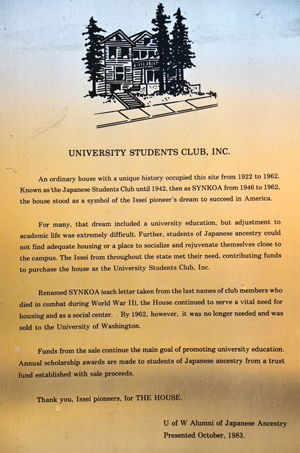 UNIVERSITY STUDENTS CLUB, INC.
An ordinary house with a unique history occupied this site from 1922 to 1962.
Known as the Japanese Students Club until 1942, then as SYNKOA from 1946 to 1962,
the house stood as a symbol of the Issei pioneer's dream to succeed in America.
For many, that dream included a university education, but adjustment to
academic life was extremely difficult. Further, students of Japanese ancestry could
not find adequate housing or a place to socialize and rejuvenate themselves close to
the campus. The Issei from throughout the state met their need, contributing funds
to purchase the house as the University Students Club, Inc.
Renamed SYNKOA (each letter taken from the last names of club members who
died in combat during World War II), the House continued to serve a vital need for
housing and as a social center. By 1962, however, it was no longer needed and was
sold to the University of Washington.
Funds from the sale continue the main goal of promoting university education.
Annual scholarship awards are made to students of Japanese ancestry from a trust
fund established with sale proceeds.
Thank you, Issei pioneers, for THE HOUSE.
U of W Alumni of Japanese Ancestry
Presented October, 1983.